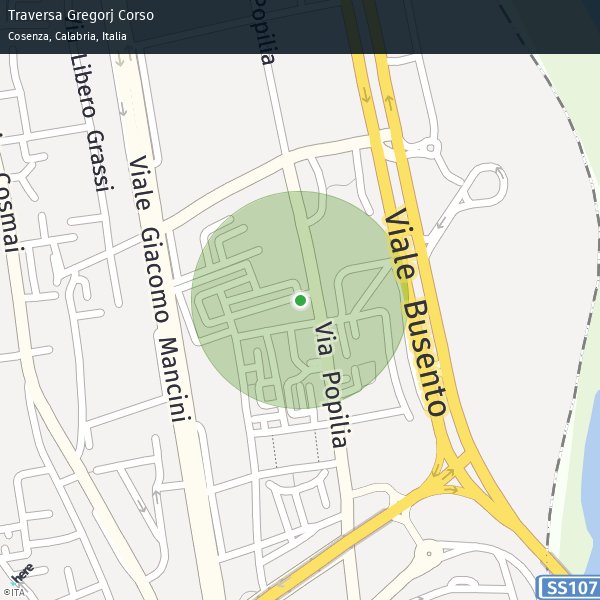 Traversa Gregorj Corso
Cosenza, Calabria, Italia
Popilia
Libero Grassi
Cosmai
Viale Giacomo Mancini
Viale Busento
Via Popilia
here
©ITA
SS107